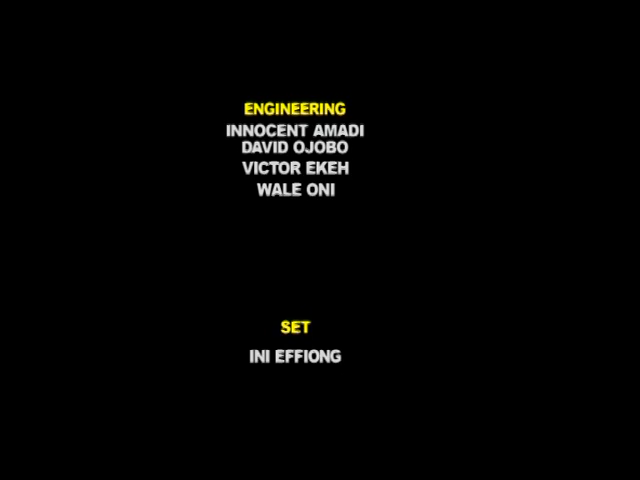 ENGINEERING
INNOCENT AMADI
DAVID OJOBO
VICTOR EKEH
WALE ONI
SET
INI EFFIONG